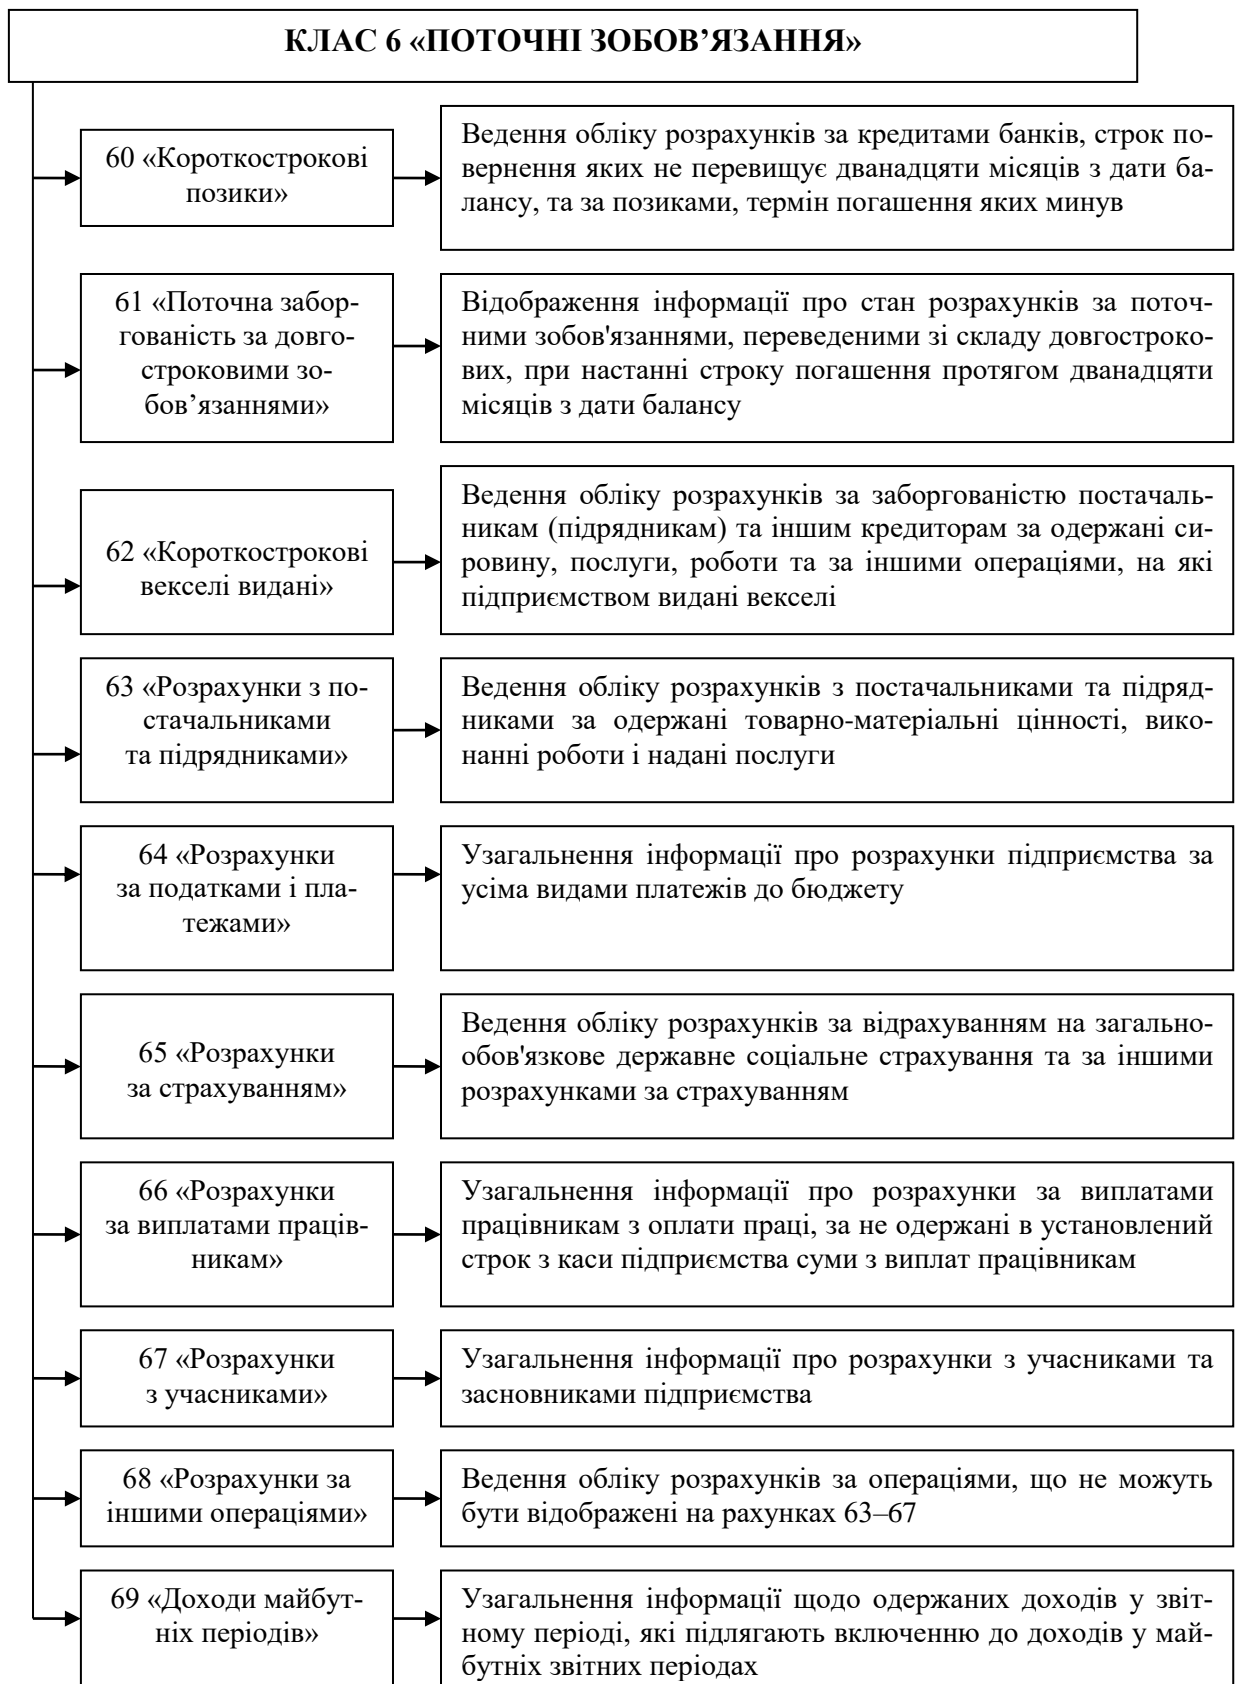 КЛАС 6 «ПОТОЧНІ ЗОБОВ’ЯЗАННЯ»
60 «Короткострокові
позики»
Ведення обліку розрахунків за кредитами банків, строк по-
вернення яких не перевищує дванадцяти місяців з дати ба-
лансу, та за позиками, термін погашення яких минув
61 «Поточна забор-
гованість за довго-
строковими зо-
бов’язаннями»
Відображення інформації про стан розрахунків за поточ-
ними зобов'язаннями, переведеними зі складу довгостроко-
вих, при настанні строку погашення протягом дванадцяти
місяців з дати балансу
62 «Короткострокові
векселі видані»
Ведення обліку розрахунків за заборгованістю постачаль-
никам (підрядникам) та іншим кредиторам за одержані си-
ровину, послуги, роботи та за іншими операціями, на які
підприємством видані векселі
63 «Розрахунки з по-
стачальниками
та підрядниками»
Ведення обліку розрахунків з постачальниками та підряд-
никами за одержані товарно-матеріальні цінності, вико-
нанні роботи і надані послуги
64 «Розрахунки
за податками і пла-
тежами»
Узагальнення інформації про розрахунки підприємства за
усіма видами платежів до бюджету
65 «Розрахунки
за страхуванням»
Ведення обліку розрахунків за відрахуванням на загально-
обов'язкове державне соціальне страхування та за іншими
розрахунками за страхуванням
66 «Розрахунки
за виплатами праців-
никам»
Узагальнення інформації про розрахунки за виплатами
працівникам з оплати праці, за не одержані в установлений
строк з каси підприємства суми з виплат працівникам
67 «Розрахунки
з учасниками»
Узагальнення інформації про розрахунки з учасниками та
засновниками підприємства
68 «Розрахунки за
іншими операціями»
Ведення обліку розрахунків за операціями, що не можуть
бути відображені на рахунках 63–67
69 «Доходи майбут-
ніх періодів»
Узагальнення інформації щодо одержаних доходів у звіт-
ному періоді, які підлягають включенню до доходів у май-
бутніх звітних періодах